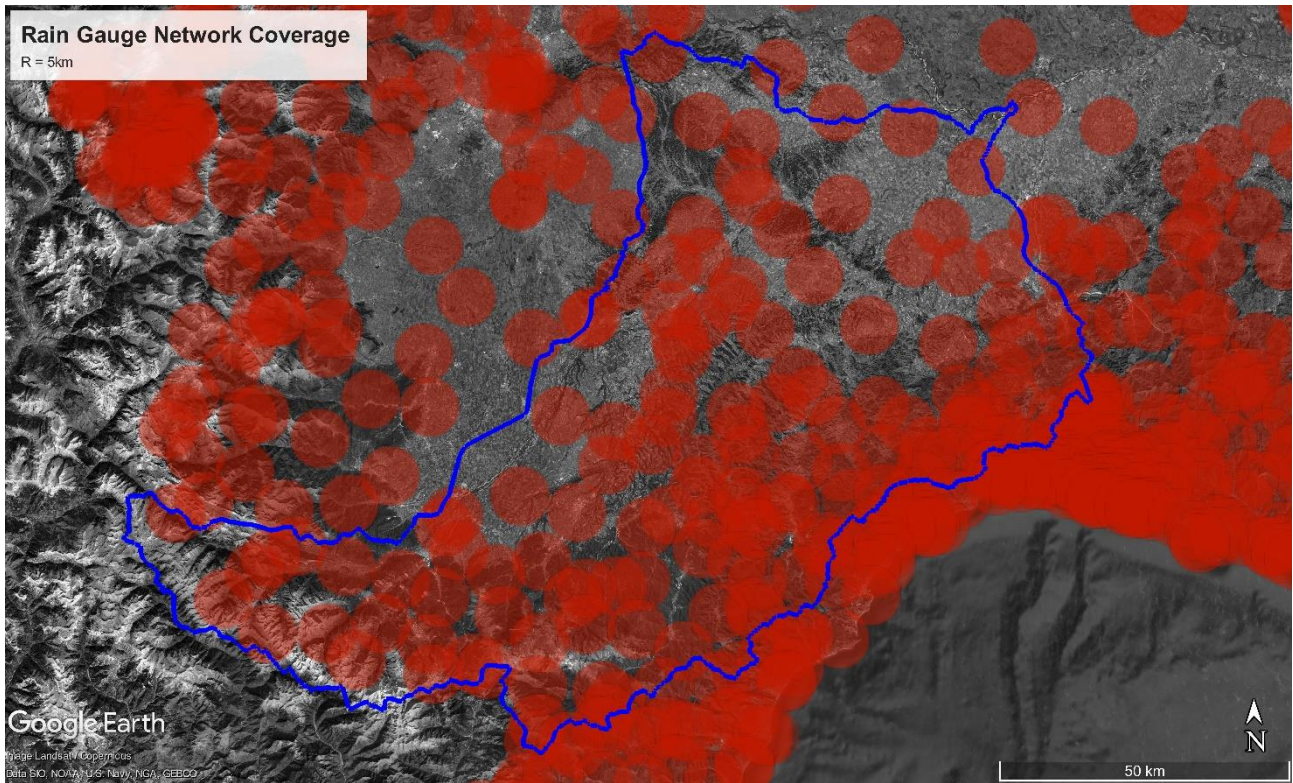 Rain Gauge Network Coverage
R = 5km
Google Earth
Image Landsat / Copernicus
Data SIO, NOAA, U.S. Navy, NGA, GEBCO
N
50 km